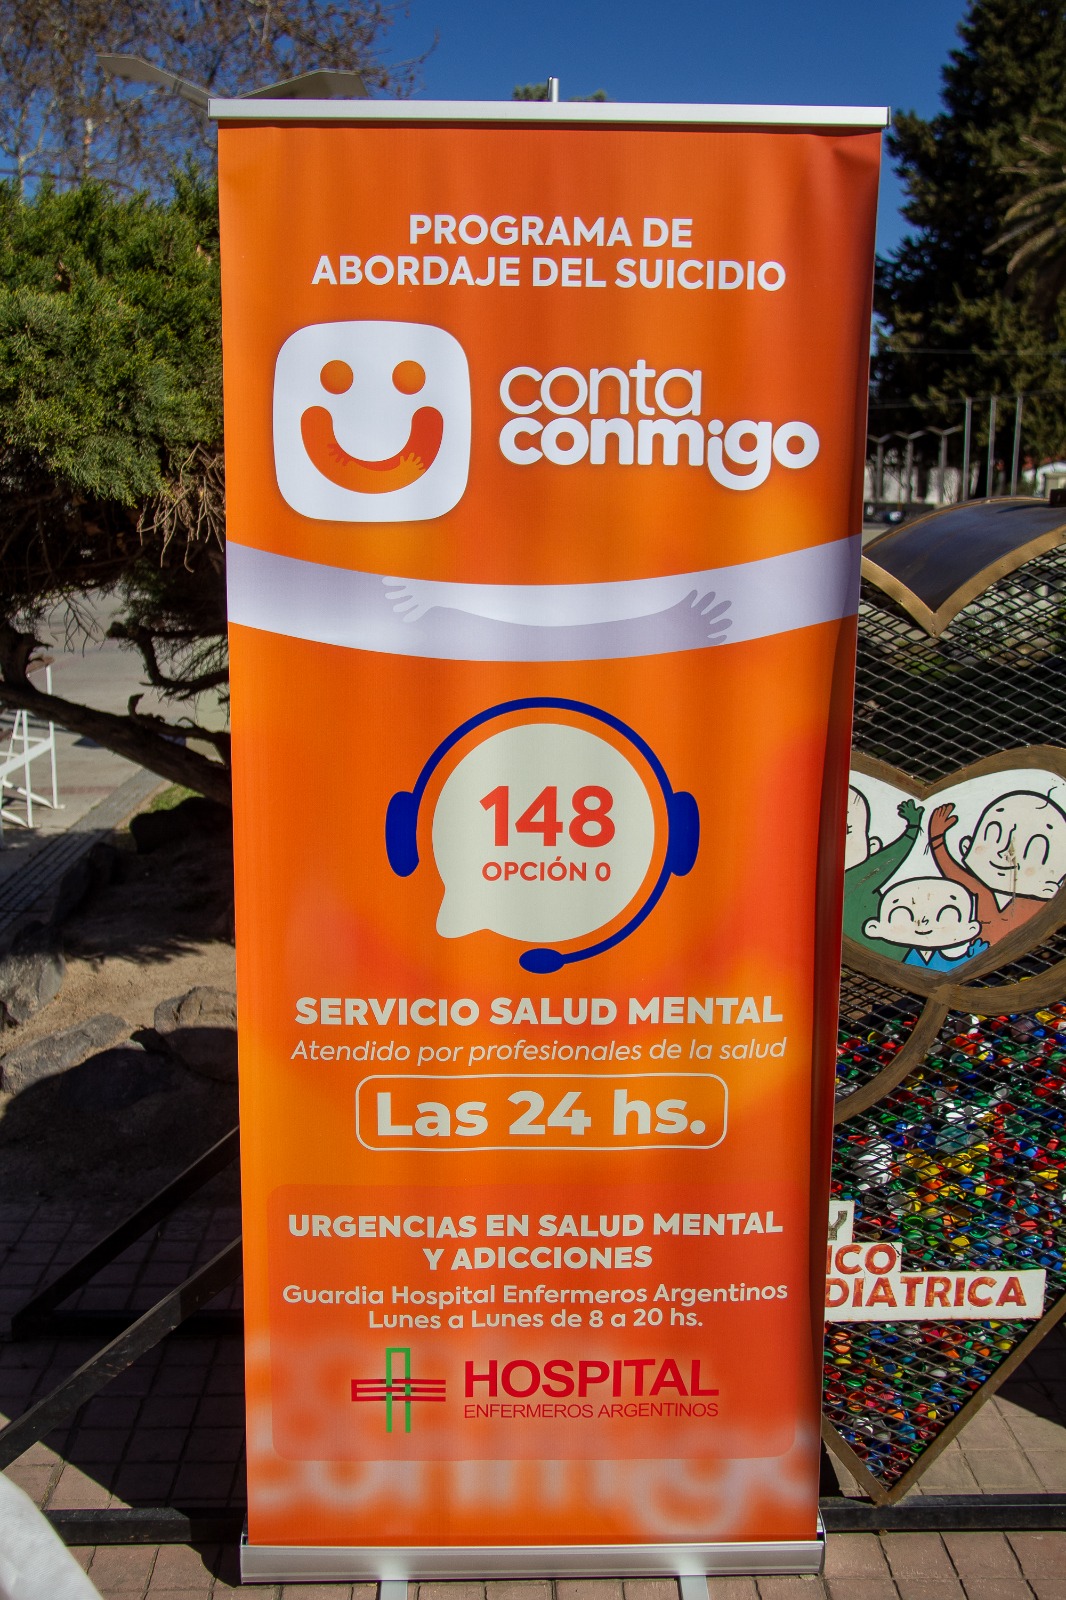 PROGRAMA DE
ABORDAJE DEL SUICIDIO
conta
conmigo
148
OPCIÓN 0
SERVICIO SALUD MENTAL
Atendido por profesionales de la salud
Las 24 hs.
URGENCIAS EN SALUD MENTAL
Y ADICCIONES
Guardia Hospital Enfermeros Argentinos
Lunes a Lunes de 8 a 20 hs.
HOSPITAL
ENFERMEROS ARGENTINOS
conmigo
Y
ICO
DIATRICA